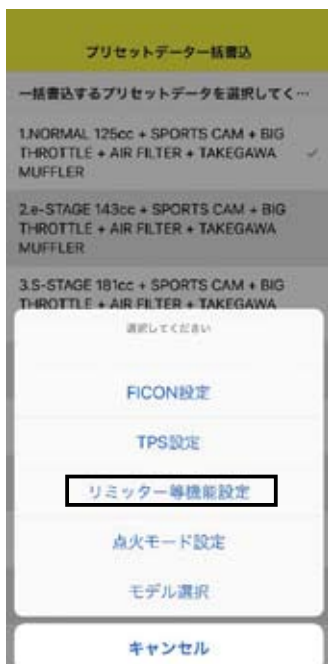 プリセットデータ一括書込
一括書込するプリセットデータを選択してく…
1.NORMAL 125cc + SPORTS CAM + BIG
THROTTLE + AIR FILTER + TAKEGAWA
MUFFLER
2.e-STAGE 143cc + SPORTS CAM + BIG
THROTTLE + AIR FILTER + TAKEGAWA
MUFFLER
3.S-STAGE 181cc + SPORTS CAM + BIG
THROTTLE + AIR FILTER + TAKEGAWA
選択してください
FICON設定
TPS設定
リミッター等機能設定
点火モード設定
モデル選択
キャンセル